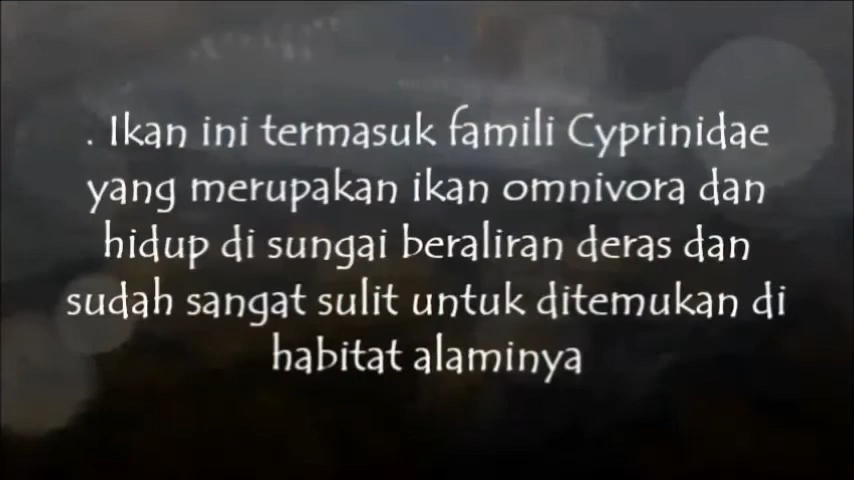 . Ikan ini termasuk famili Cyprinidae
yang merupakan ikan omnivora dan
hidup di sungai beraliran deras dan
sudah sangat sulit untuk ditemukan di
habitat alaminya